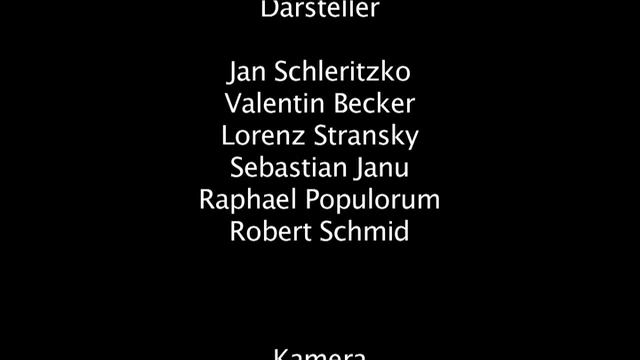 Darsteller
Jan Schleritzko
Valentin Becker
Lorenz Stransky
Sebastian Janu
Raphael Populorum
Robert Schmid
Kamera